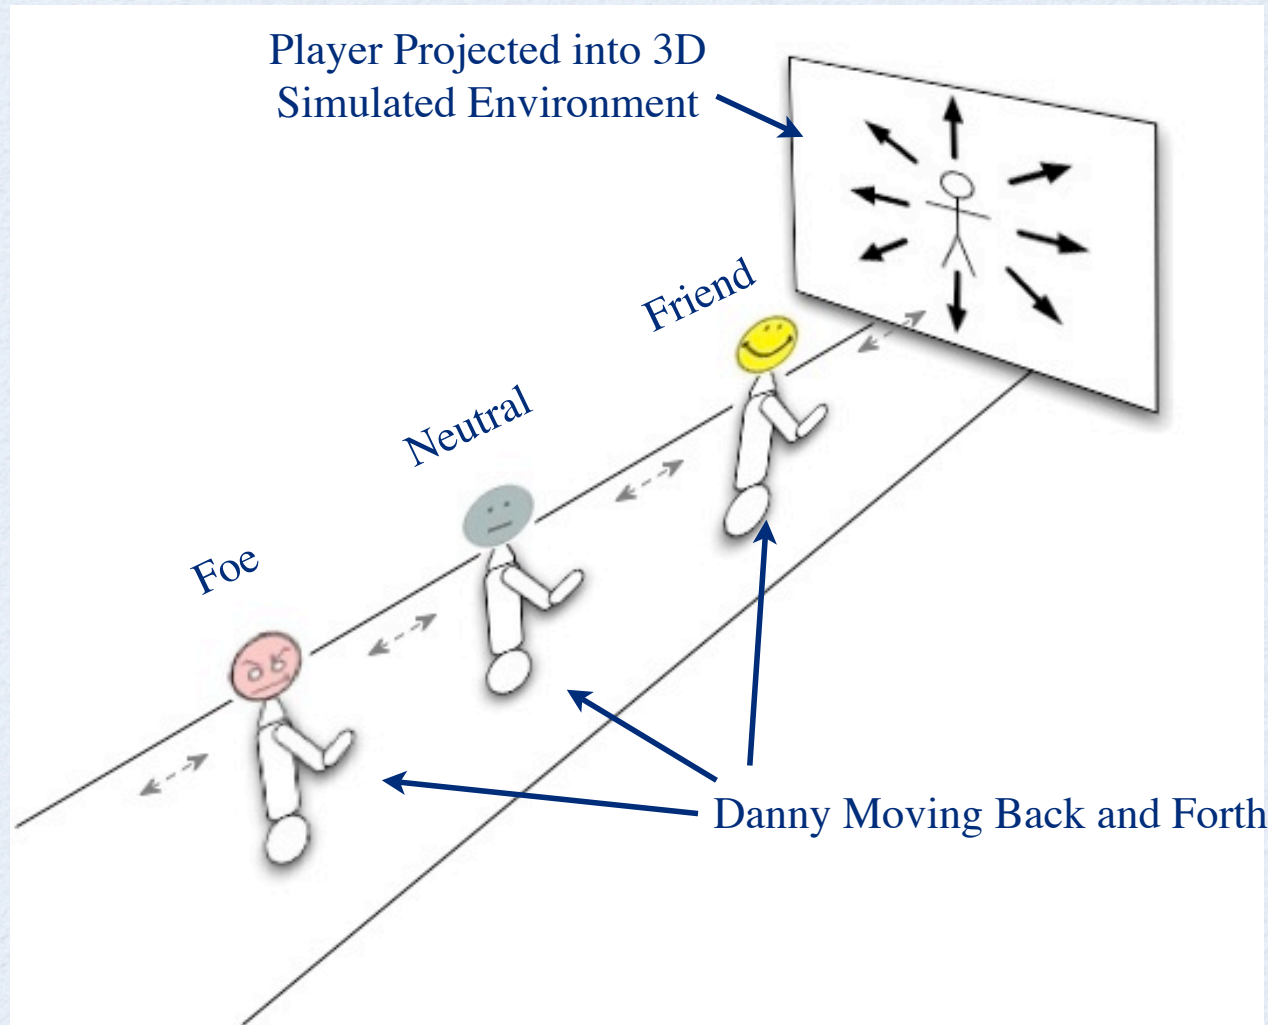 Player Projected into 3D
Simulated Environment
Friend
Neutral
Foe
Danny Moving Back and Forth